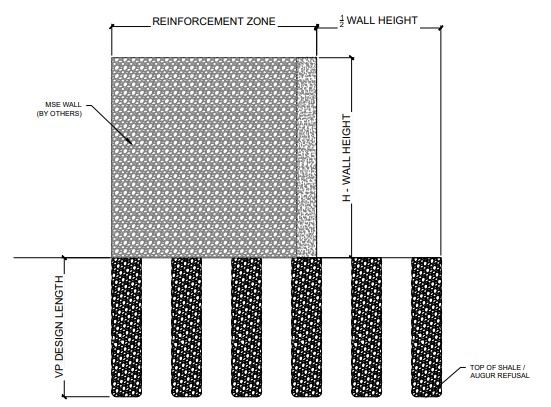 REINFORCEMENT ZONE
½ WALL HEIGHT
MSE WALL
(BY OTHERS)
H - WALL HEIGHT
VP DESIGN LENGTH
TOP OF SHALE /
AUGUR REFUSAL